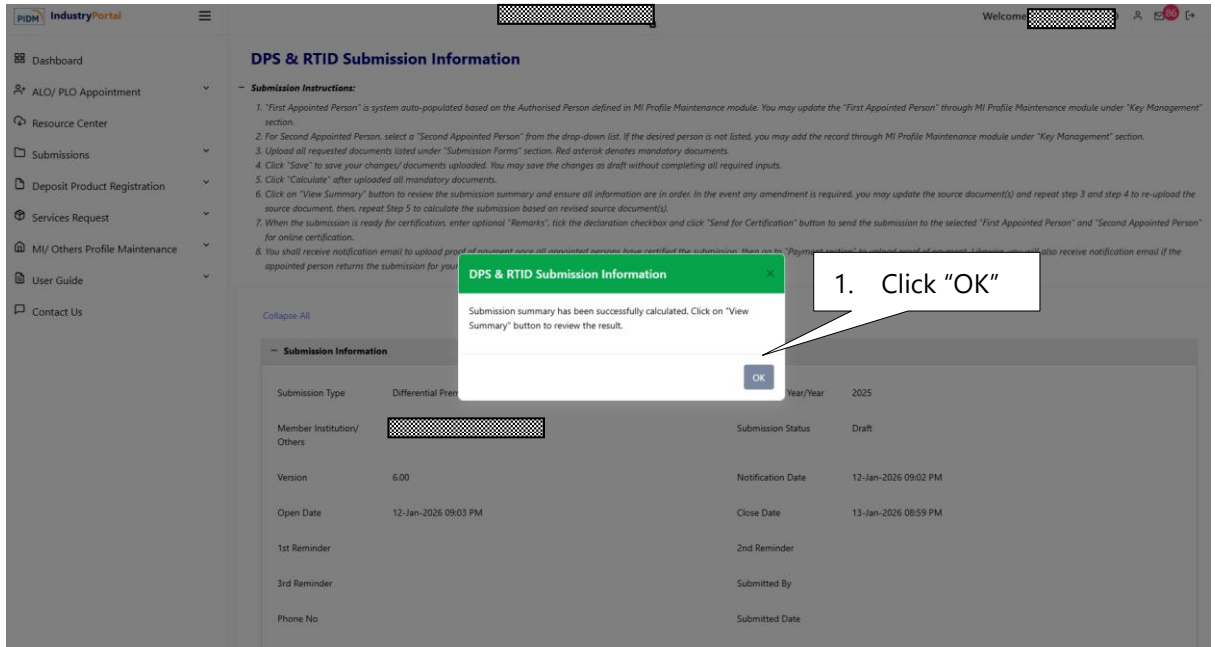 PIDM IndustryPortal
Welcome
86
Dashboard
ALO/ PLO Appointment
Resource Center
Submissions
Deposit Product Registration
Services Request
MI/ Others Profile Maintenance
User Guide
Contact Us
DPS & RTID Submission Information
− Submission Instructions:
1. "First Appointed Person" is system auto-populated based on the Authorised Person defined in MI Profile Maintenance module. You may update the "First Appointed Person" through MI Profile Maintenance module under "Key Management"
section.
2. For Second Appointed Person, select a "Second Appointed Person" from the drop-down list. If the desired person is not listed, you may add the record through MI Profile Maintenance module under "Key Management" section.
3. Upload all requested documents listed under "Submission Forms" section. Red asterisk denotes mandatory documents.
4. Click "Save" to save your changes/ documents uploaded. You may save the changes as draft without completing all required inputs.
5. Click "Calculate" after uploaded all mandatory documents.
6. Click on "View Summary" button to review the submission summary and ensure all information are in order. In the event any amendment is required, you may update the source document(s) and repeat step 3 and step 4 to re-upload the
source document, then, repeat Step 5 to calculate the submission based on revised source document(s).
7. When the submission is ready for certification, enter optional "Remarks", tick the declaration checkbox and click "Send for Certification" button to send the submission to the selected "First Appointed Person" and "Second Appointed Person"
for online certification.
8. You shall receive notification email to upload proof of payment once all appointed persons have certified the submission, then go to "Payment section" to upload proof of payment. Likewise, you will also receive notification email if the
appointed person returns the submission for your
DPS & RTID Submission Information ×
Submission summary has been successfully calculated. Click on "View
Summary" button to review the result.
OK
1. Click “OK”
Collapse All
− Submission Information
Submission Type Differential Prem Year/Year 2025
Member Institution/
Others
Submission Status Draft
Version 6.00 Notification Date 12-Jan-2026 09:02 PM
Open Date 12-Jan-2026 09:03 PM Close Date 13-Jan-2026 08:59 PM
1st Reminder 2nd Reminder
3rd Reminder Submitted By
Phone No Submitted Date